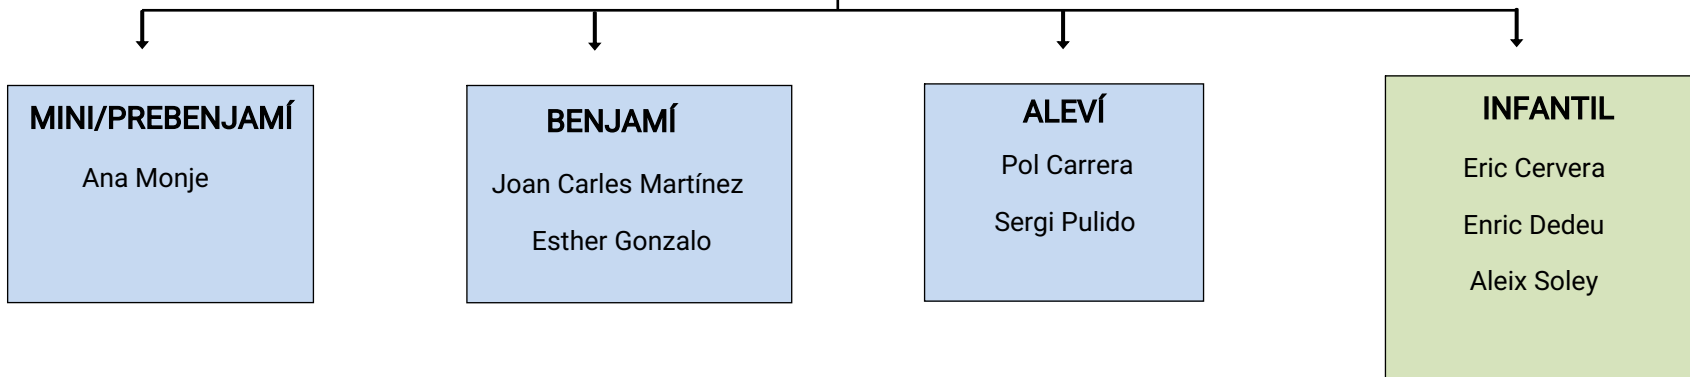 MINI/PREBENJAMÍ
Ana Monje
BENJAMÍ
Joan Carles Martínez
Esther Gonzalo
ALEVÍ
Pol Carrera
Sergi Pulido
INFANTIL
Eric Cervera
Enric Dedeu
Aleix Soley